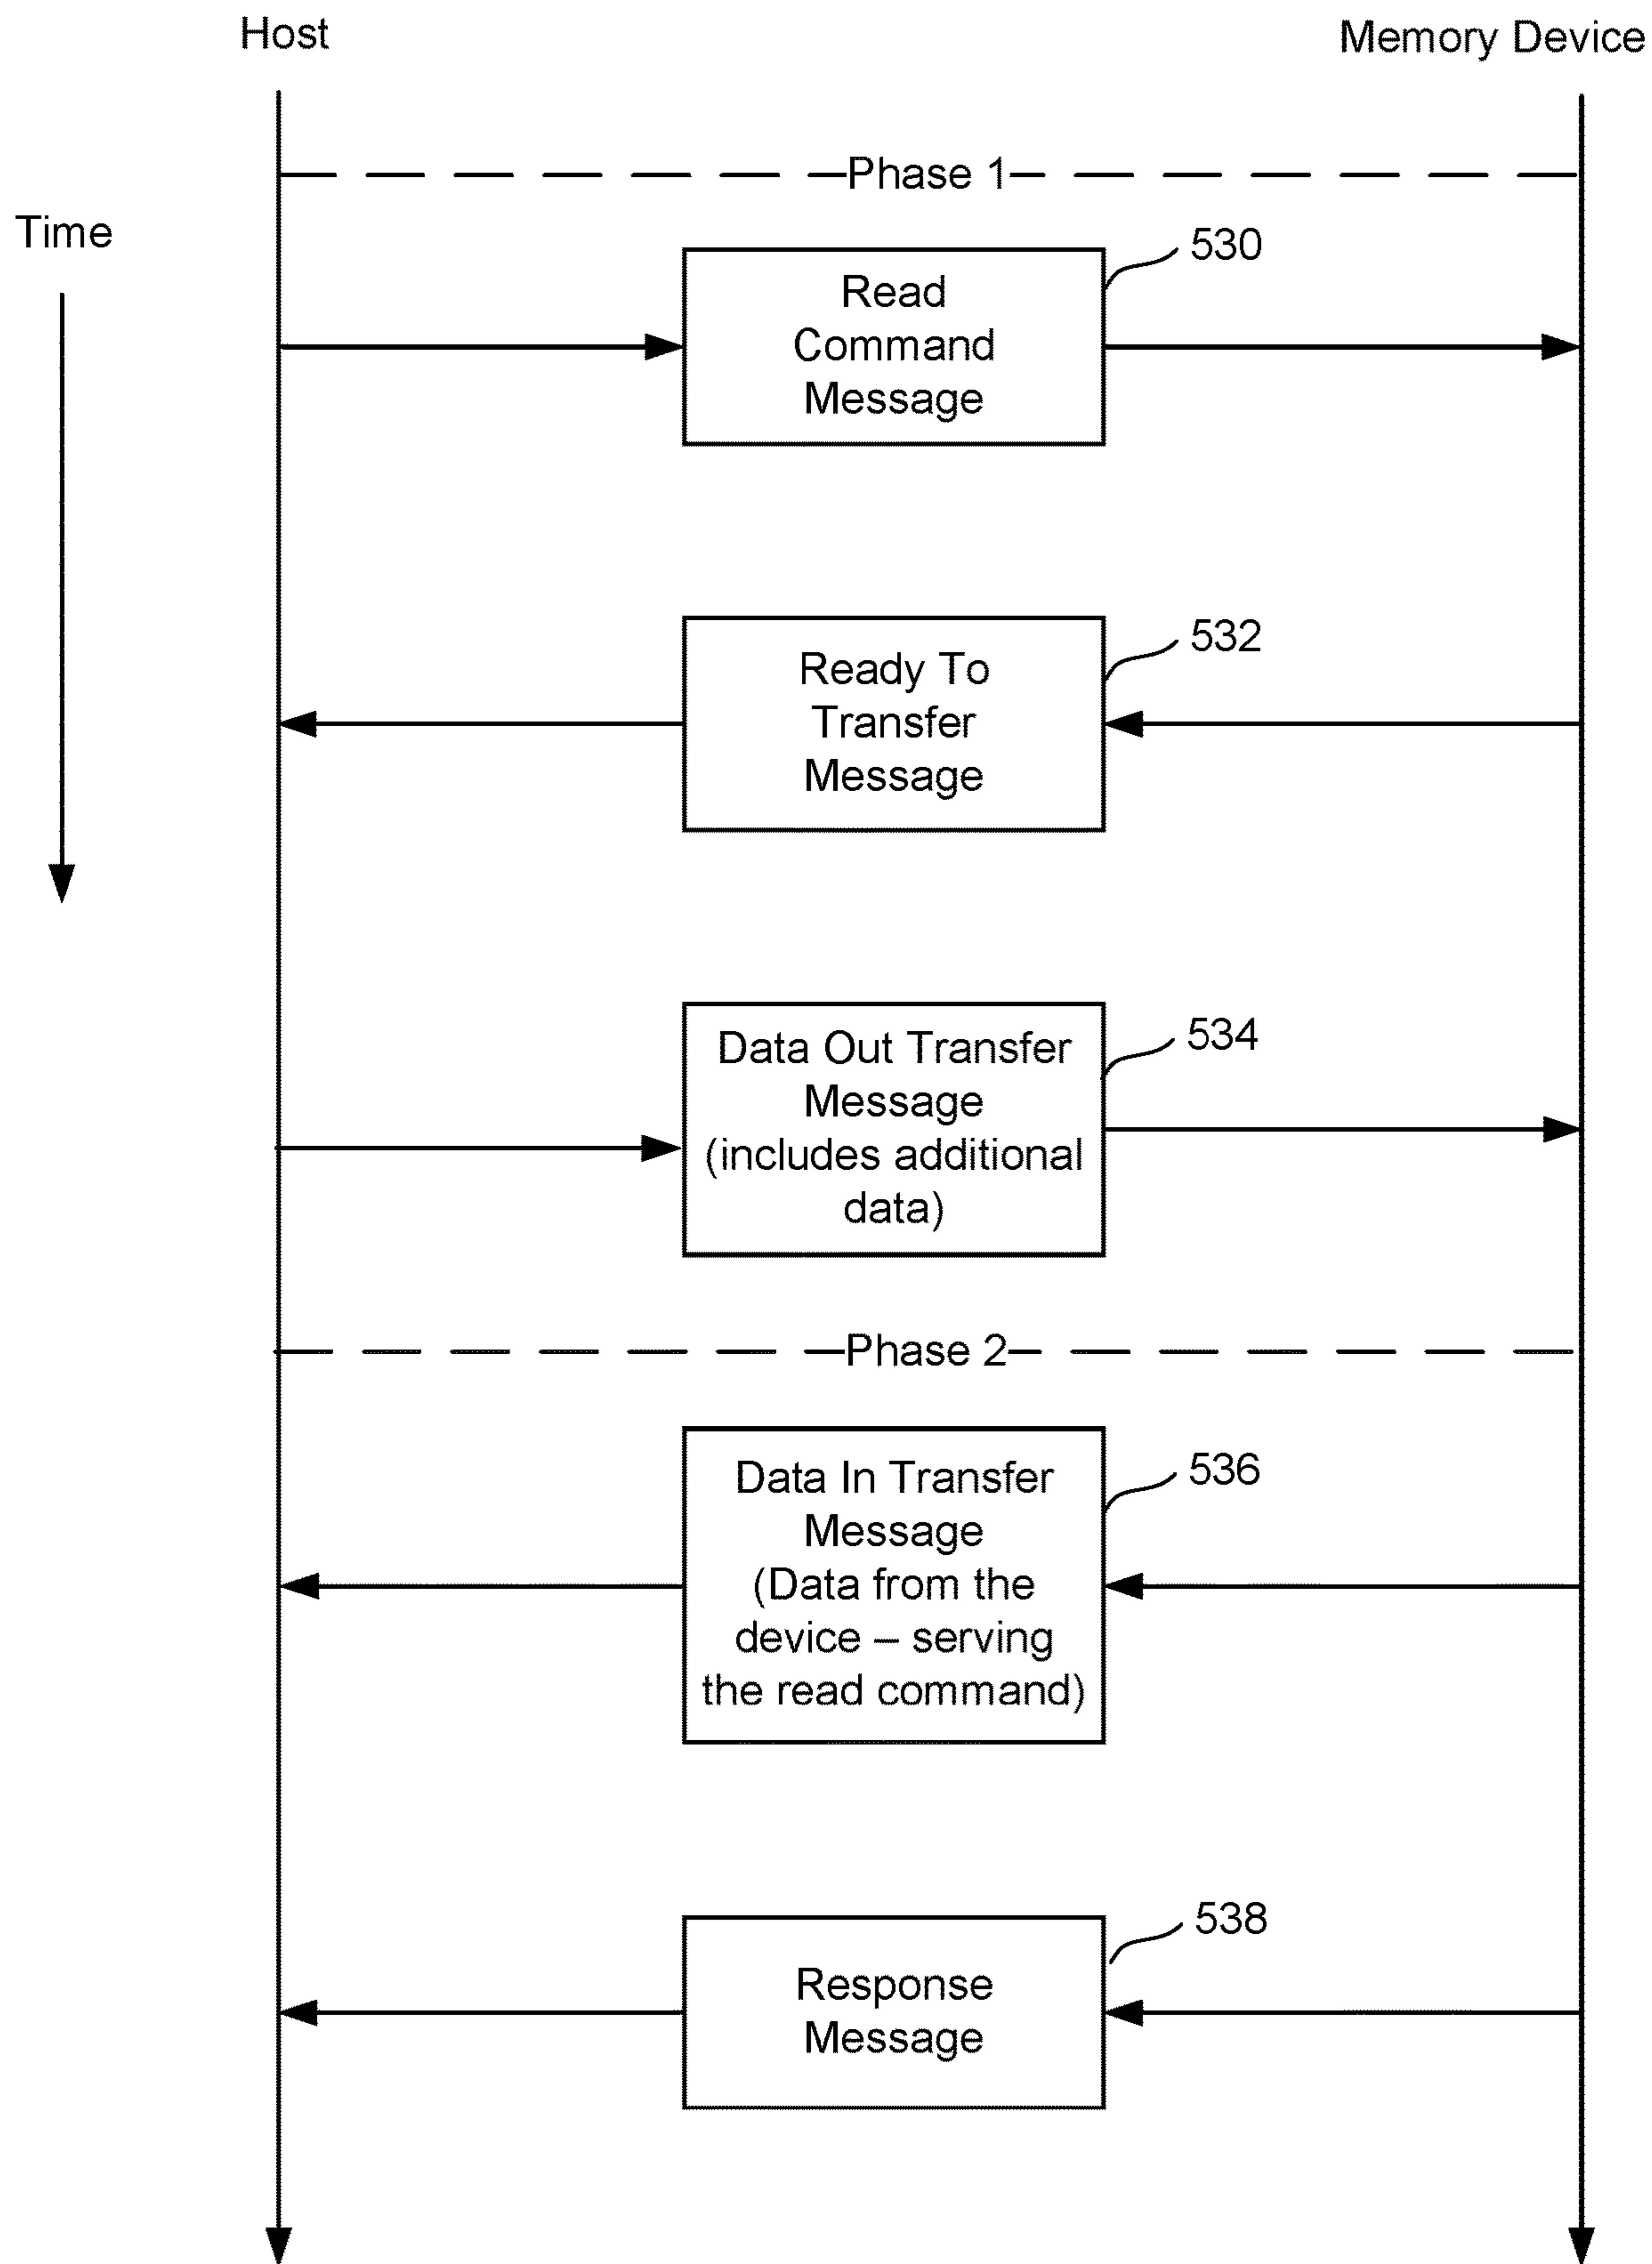 Host
Memory Device
Phase 1
Time
530
Read
Command
Message
532
Ready To
Transfer
Message
534
Data Out Transfer
Message
(includes additional
data)
Phase 2
536
Data In Transfer
Message
(Data from the
device – serving
the read command)
538
Response
Message